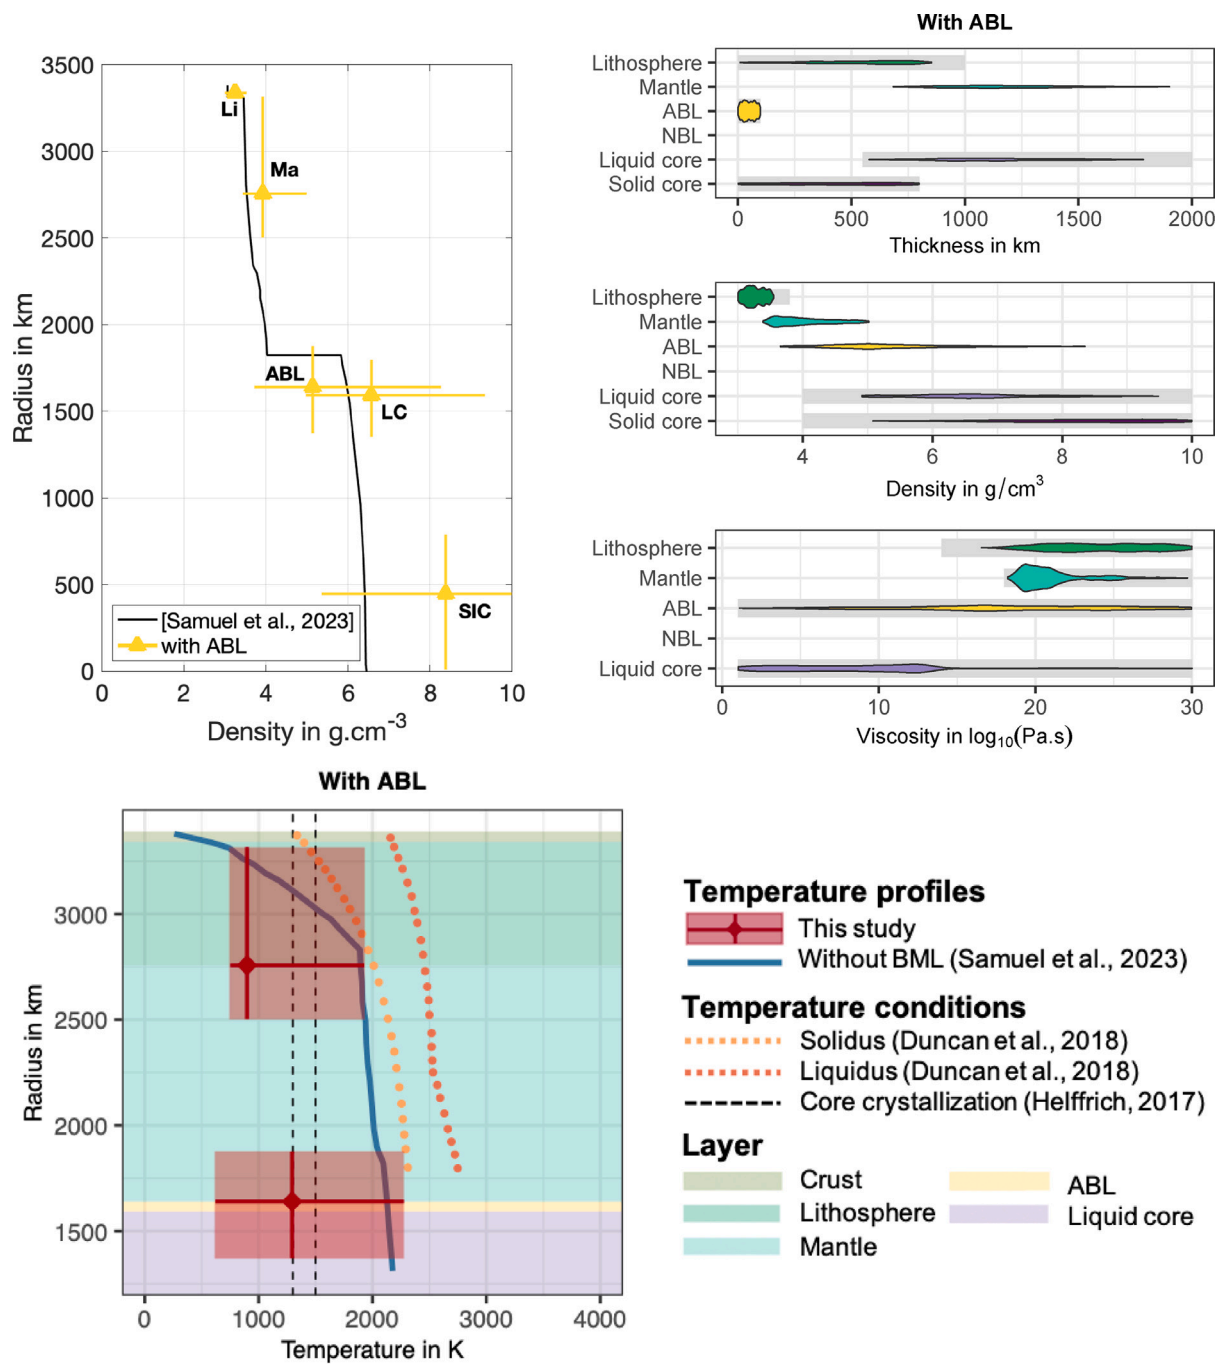 3500
3000
2500
2000
1500
1000
500
0
Radius in km
Li
Ma
ABL
LC
SIC
[Samuel et al., 2023]
with ABL
0 2 4 6 8 10
Density in g.cm-3
With ABL
Lithosphere
Mantle
ABL
NBL
Liquid core
Solid core
0 500 1000 1500 2000
Thickness in km
Lithosphere
Mantle
ABL
NBL
Liquid core
Solid core
4 6 8 10
Density in g/cm3
Lithosphere
Mantle
ABL
NBL
Liquid core
0 10 20 30
Viscosity in log10(Pa.s)
With ABL
3000
2500
2000
1500
Radius in km
0 1000 2000 3000 4000
Temperature in K
Temperature profiles
This study
Without BML (Samuel et al., 2023)
Temperature conditions
Solidus (Duncan et al., 2018)
Liquidus (Duncan et al., 2018)
Core crystallization (Helffrich, 2017
Layer
Crust
Lithosphere
Mantle
ABL
Liquid core